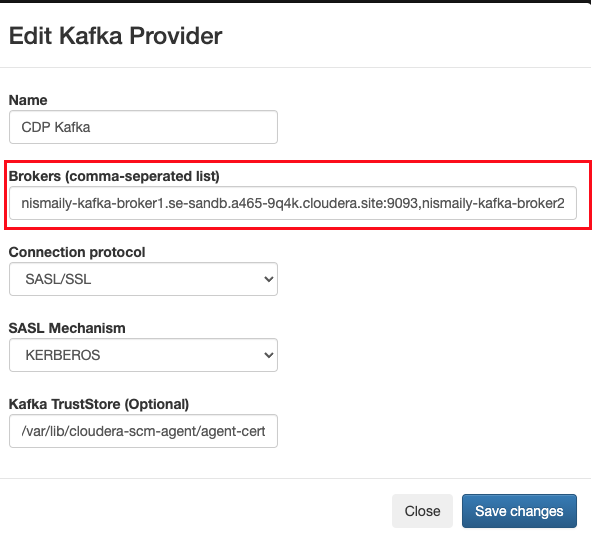 Edit Kafka Provider
Name
CDP Kafka
Brokers (comma-seperated list)
nismaily-kafka-broker1.se-sandb.a465-9q4k.cloudera.site:9093,nismaily-kafka-broker2
Connection protocol
SASL/SSL
SASL Mechanism
KERBEROS
Kafka TrustStore (Optional)
/var/lib/cloudera-scm-agent/agent-cert
Close
Save changes